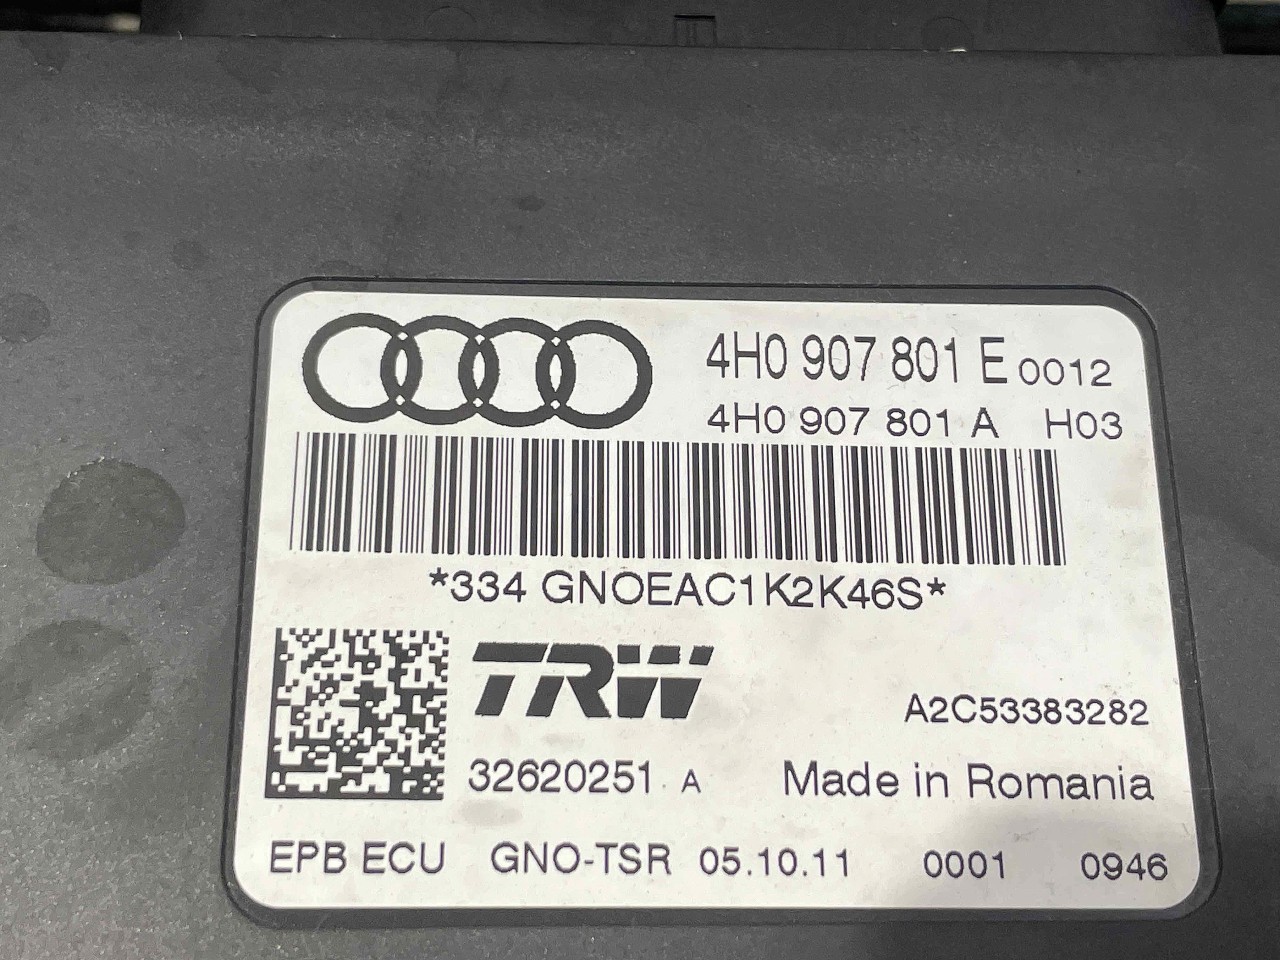 4H0 907 801 E 0012
4H0 907 801 A H03
*334 GNOEAC1K2K46S*
TRW
A2C53383282
32620251 A Made in Romania
EPB ECU GNO-TSR 05.10.11 0001 0946